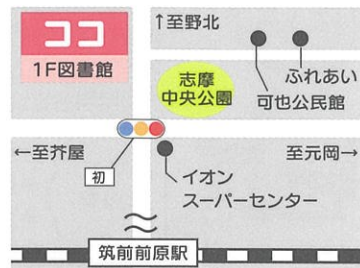 ココ
1F図書館
↑至野北
ふれあい
可也公民館
志摩
中央公園
←至芥屋
初
至元岡→
イオン
スーパーセンター
筑前前原駅